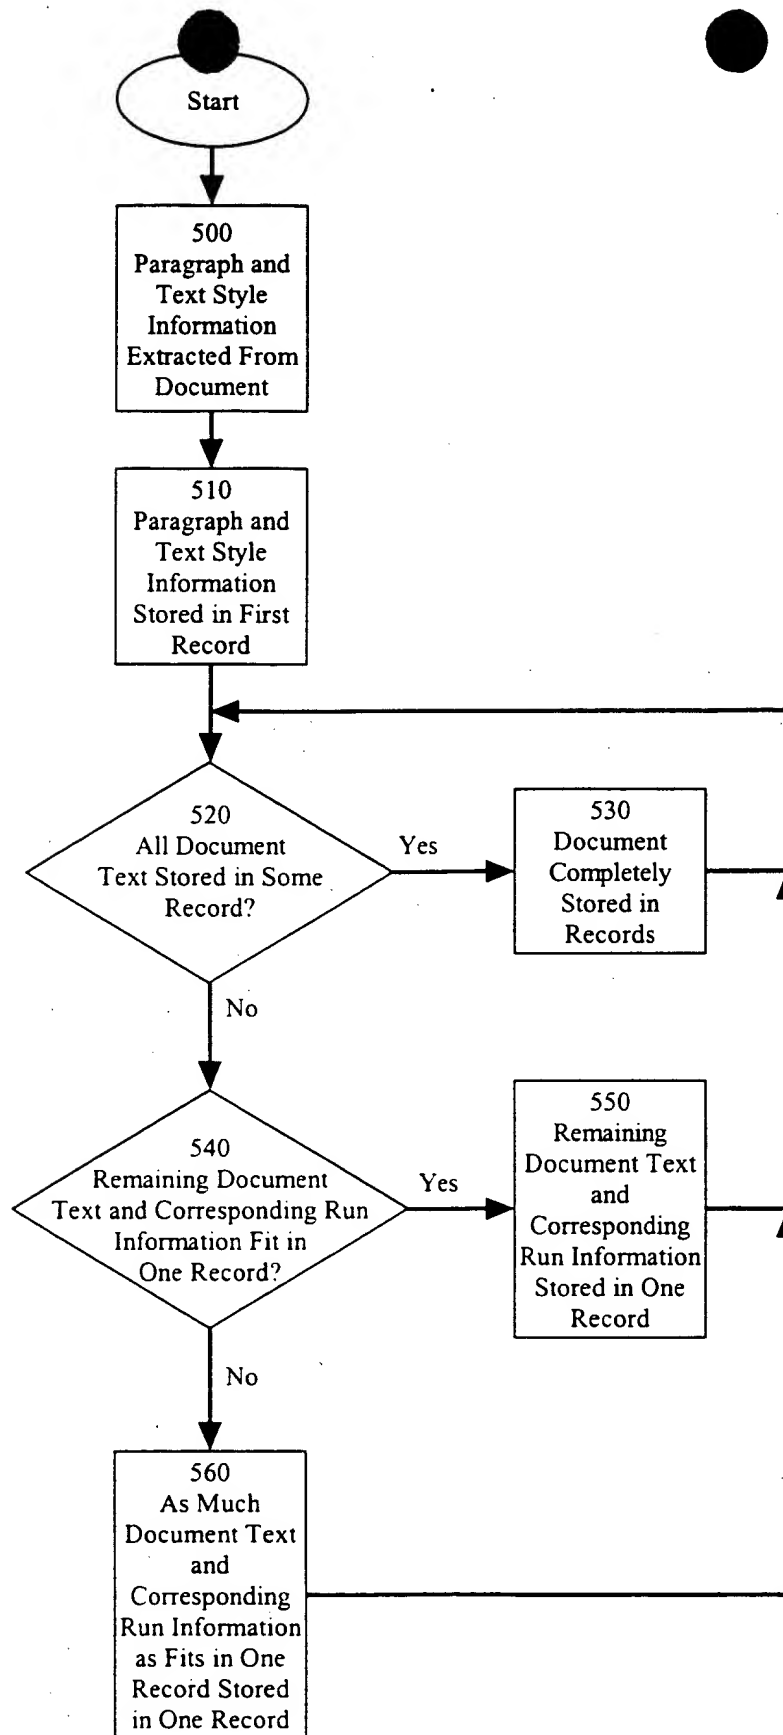 Start
500
Paragraph and
Text Style
Information
Extracted From
Document
510
Paragraph and
Text Style
Information
Stored in First
Record
520
All Document
Text Stored in Some
Record?
Yes
530
Document
Completely
Stored in
Records
No
540
Remaining Document
Text and Corresponding Run
Information Fit in
One Record?
Yes
550
Remaining
Document Text
and
Corresponding
Run Information
Stored in One
Record
No
560
As Much
Document Text
and
Corresponding
Run Information
as Fits in One
Record Stored
in One Record